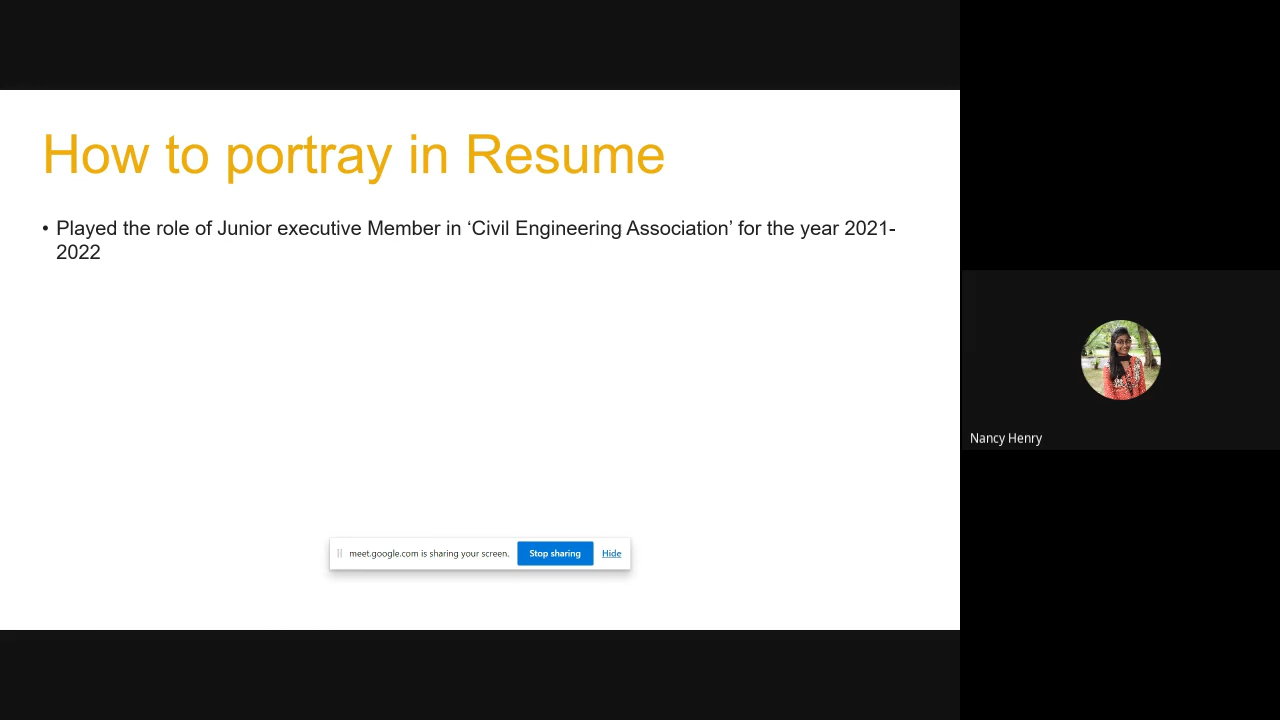 How to portray in Resume
• Played the role of Junior executive Member in ‘Civil Engineering Association’ for the year 2021-
2022
meet.google.com is sharing your screen. Stop sharing Hide
Nancy Henry